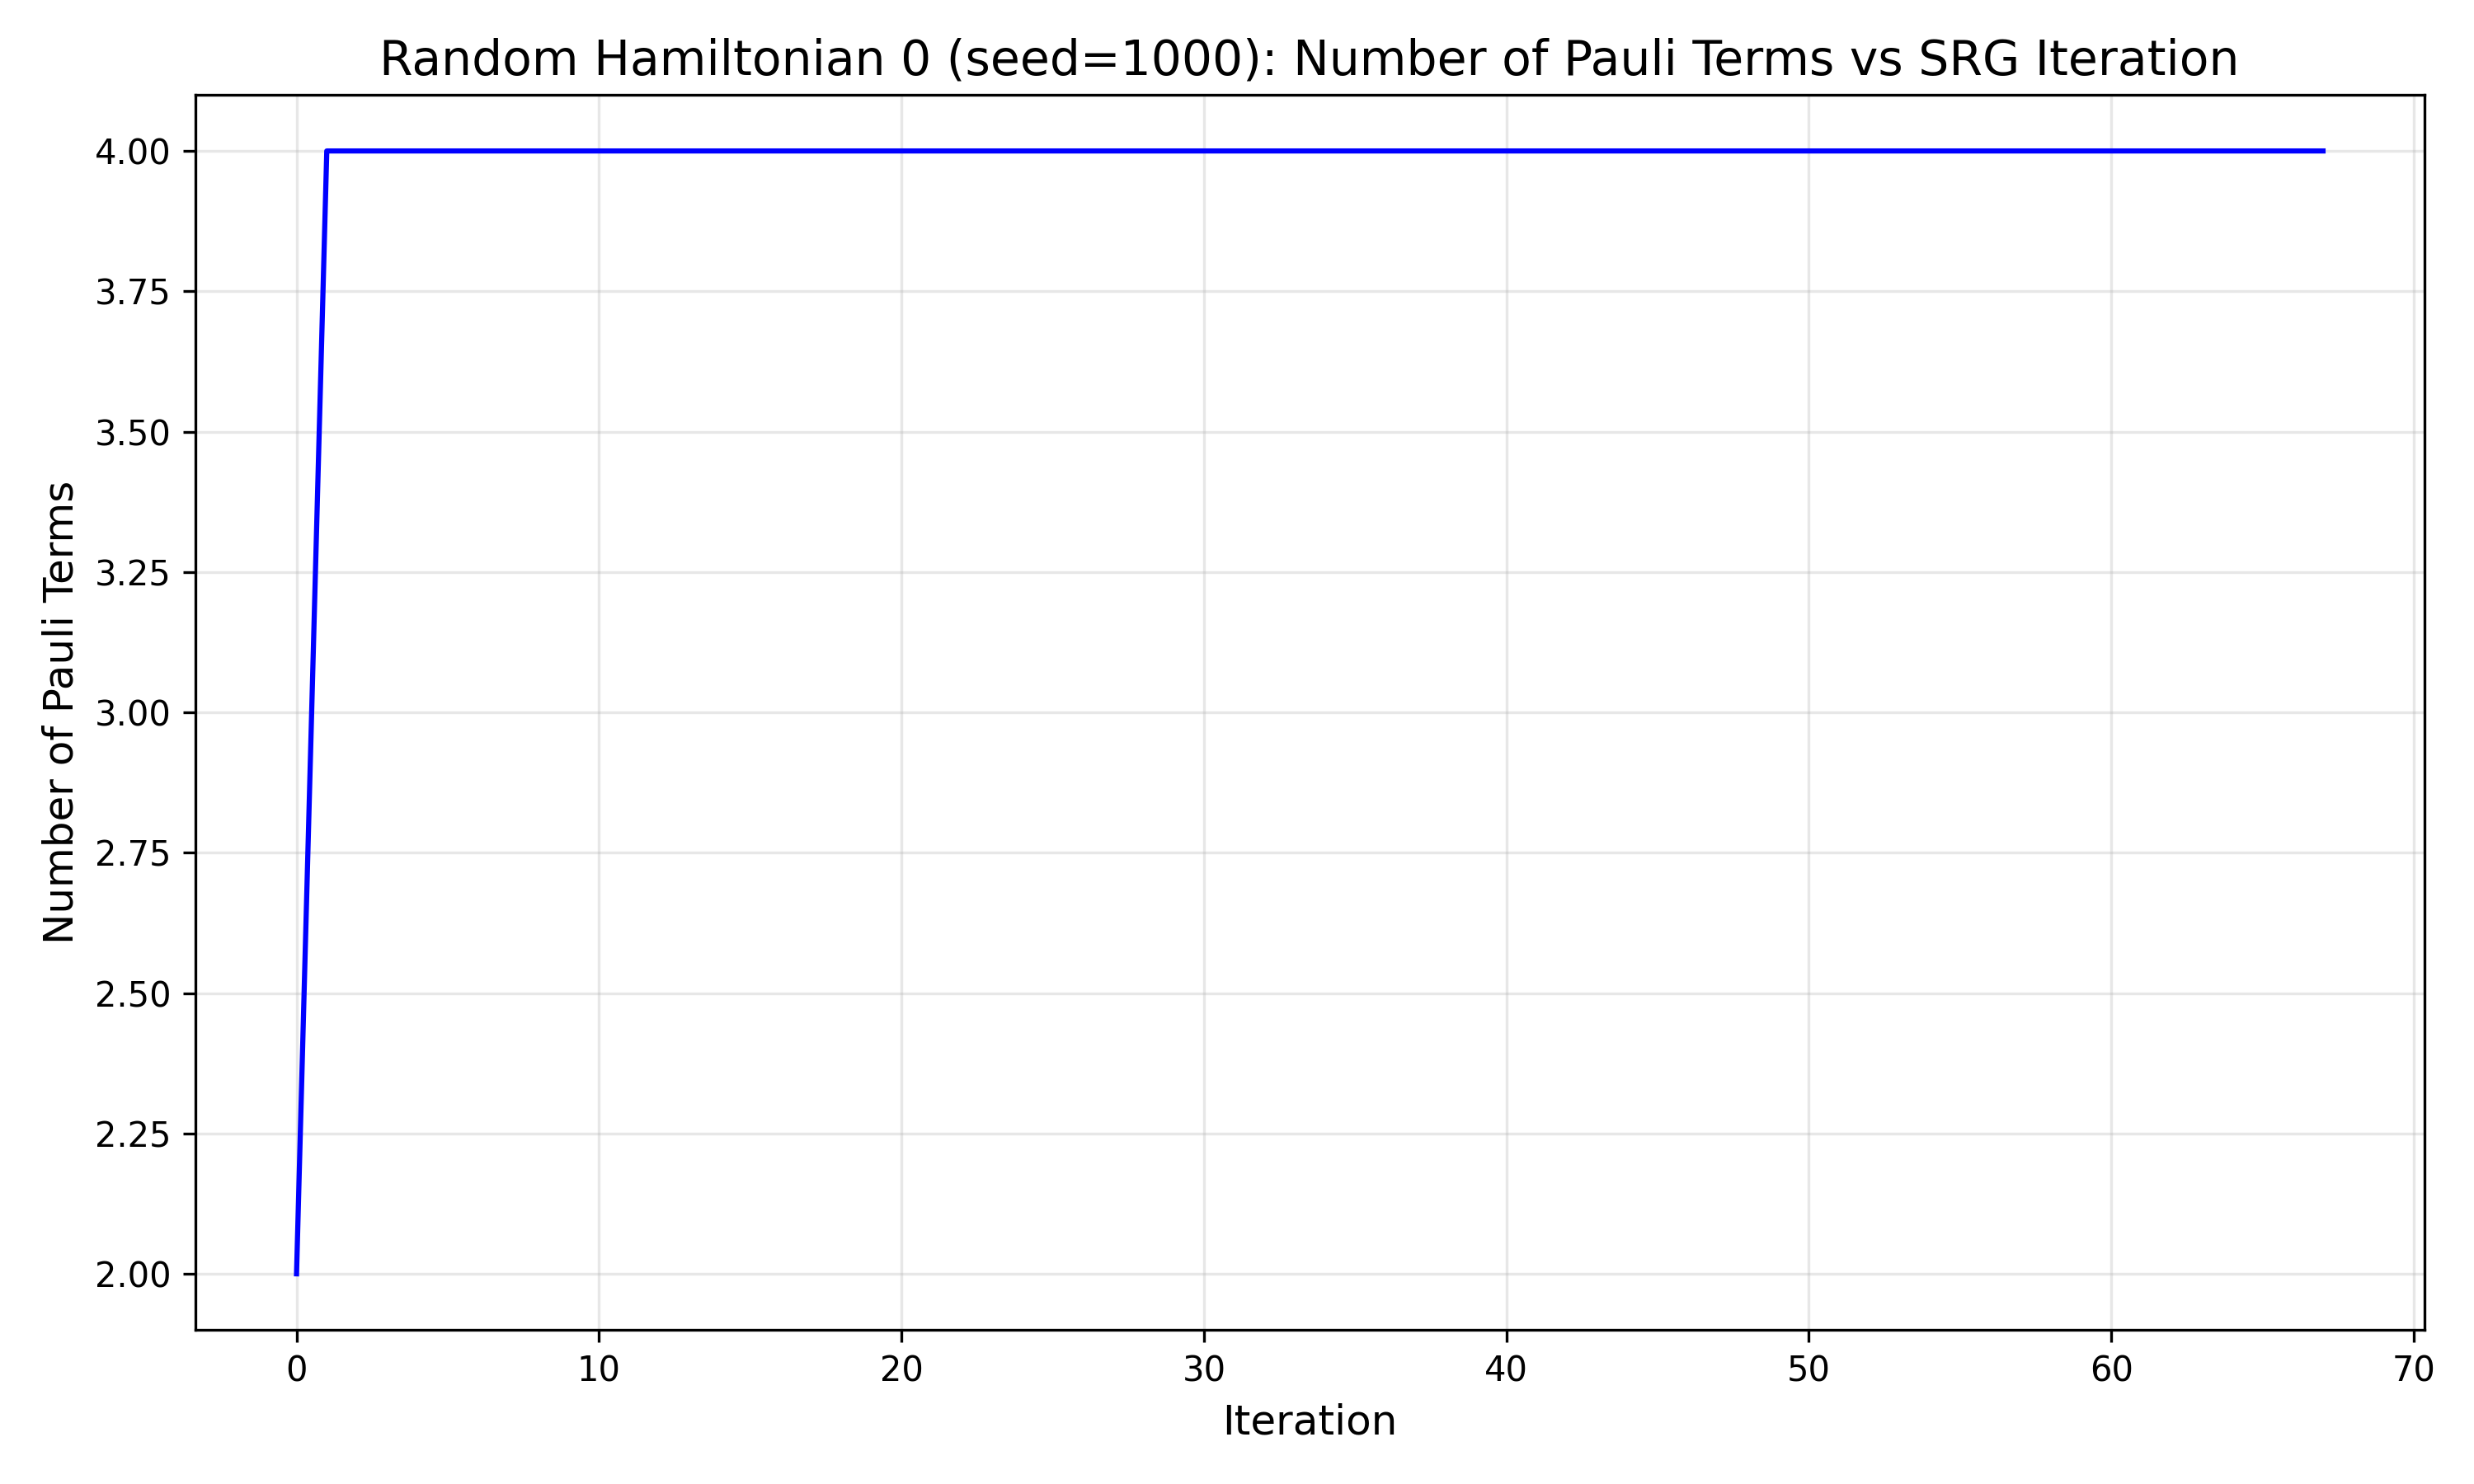 Random Hamiltonian 0 (seed=1000): Number of Pauli Terms vs SRG Iteration
Number of Pauli Terms
4.00
3.75
3.50
3.25
3.00
2.75
2.50
2.25
2.00
0 10 20 30 40 50 60 70
Iteration